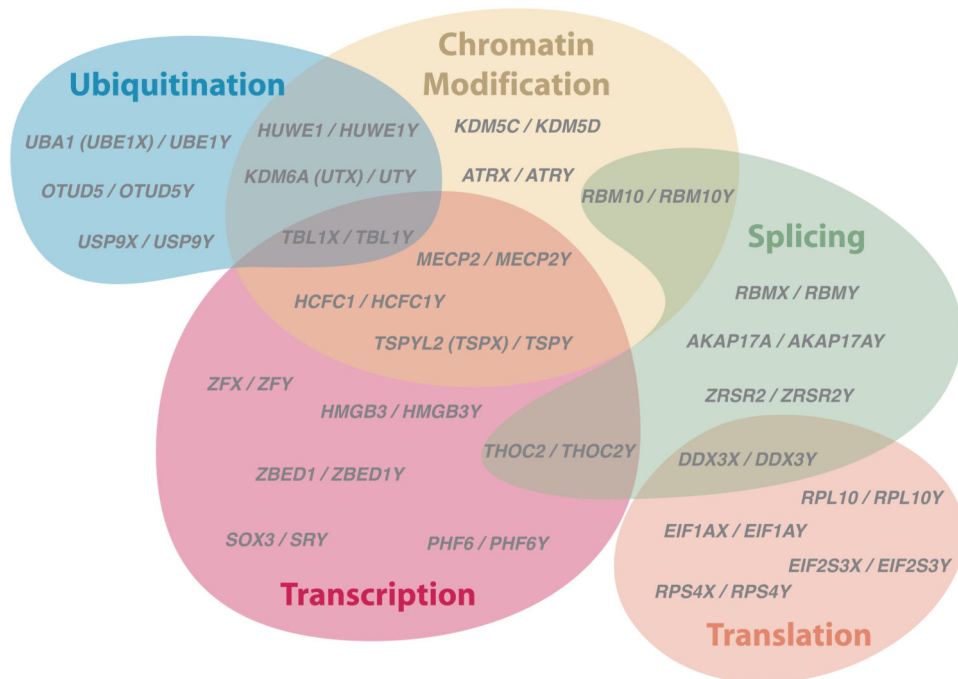 Chromatin
Modification
Ubiquitination
HUWE1 / HUWE1Y
KDM5C / KDM5D
UBA1 (UBE1X) / UBE1Y
KDM6A (UTX) / UTY
ATRX / ATRY
OTUD5 / OTUD5Y
RBM10 / RBM10Y
USP9X / USP9Y
TBL1X / TBL1Y
Splicing
MECP2 / MECP2Y
RBMX / RBMY
HCFC1 / HCFC1Y
TSPYL2 (TSPX) / TSPY
AKAP17A / AKAP17AY
ZFX / ZFY
ZRSR2 / ZRSR2Y
HMGB3 / HMGB3Y
THOC2 / THOC2Y
DDX3X / DDX3Y
ZBED1 / ZBED1Y
RPL10 / RPL10Y
EIF1AX / EIF1AY
SOX3 / SRY
PHF6 / PHF6Y
EIF2S3X / EIF2S3Y
RPS4X / RPS4Y
Transcription
Translation